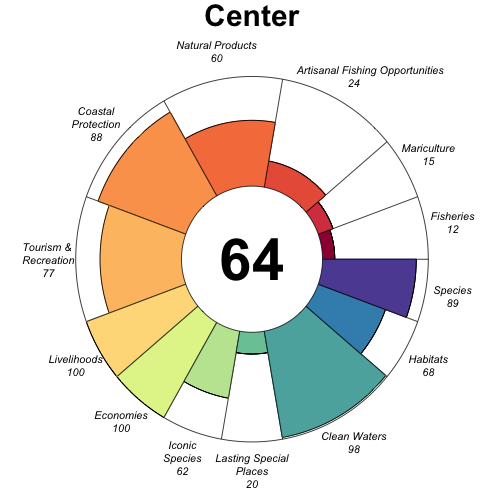 Center
Natural Products
60
Artisanal Fishing Opportunities
24
Coastal
Protection
88
Mariculture
15
Fisheries
12
64
Tourism &
Recreation
77
Species
89
Livelihoods
100
Habitats
68
Economies
100
Clean Waters
98
Iconic
Species
62
Lasting Special
Places
20